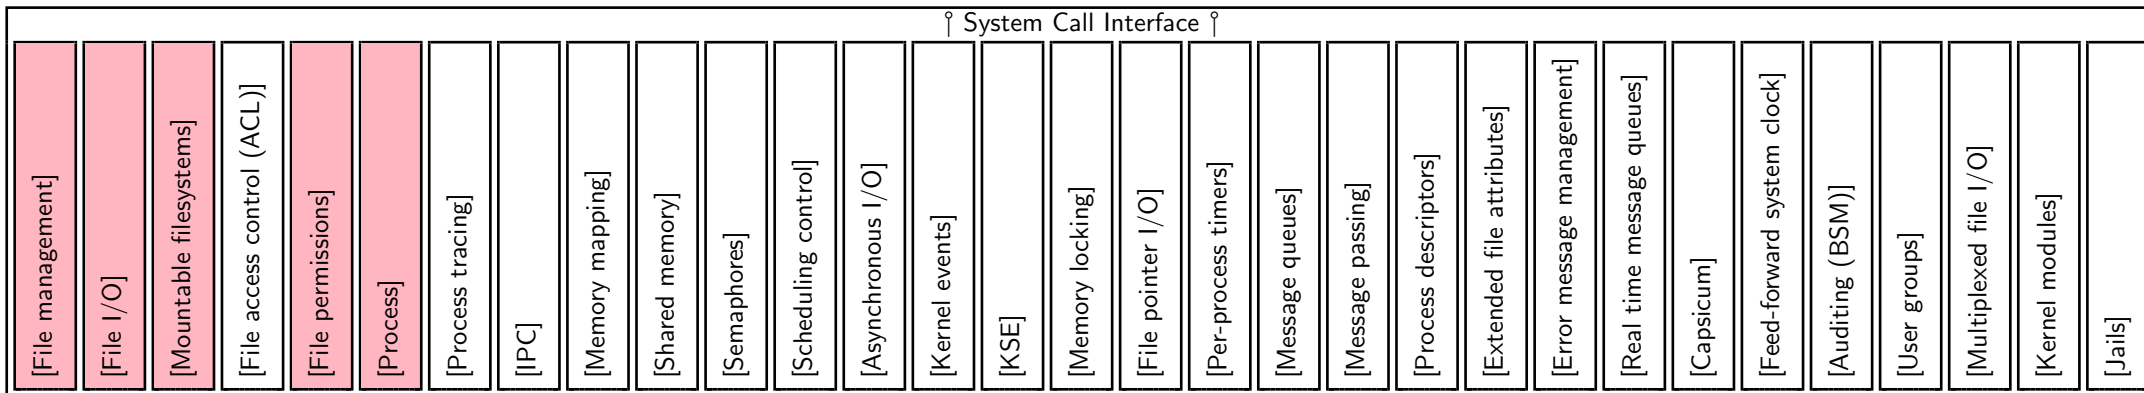 System Call Interface
[File management]
[File I/O]
[Mountable filesystems]
[File access control (ACL)]
[File permissions]
[Process]
[Process tracing]
[IPC]
[Memory mapping]
[Shared memory]
[Semaphores]
[Scheduling control]
[Asynchronous I/O]
[Kernel events]
[KSE]
[Memory locking]
[File pointer I/O]
[Per-process timers]
[Message queues]
[Message passing]
[Process descriptors]
[Extended file attributes]
[Error message management]
[Real time message queues]
[Capsicum]
[Feed-forward system clock]
[Auditing (BSM)]
[User groups]
[Multiplexed file I/O]
[Kernel modules]
[Jails]